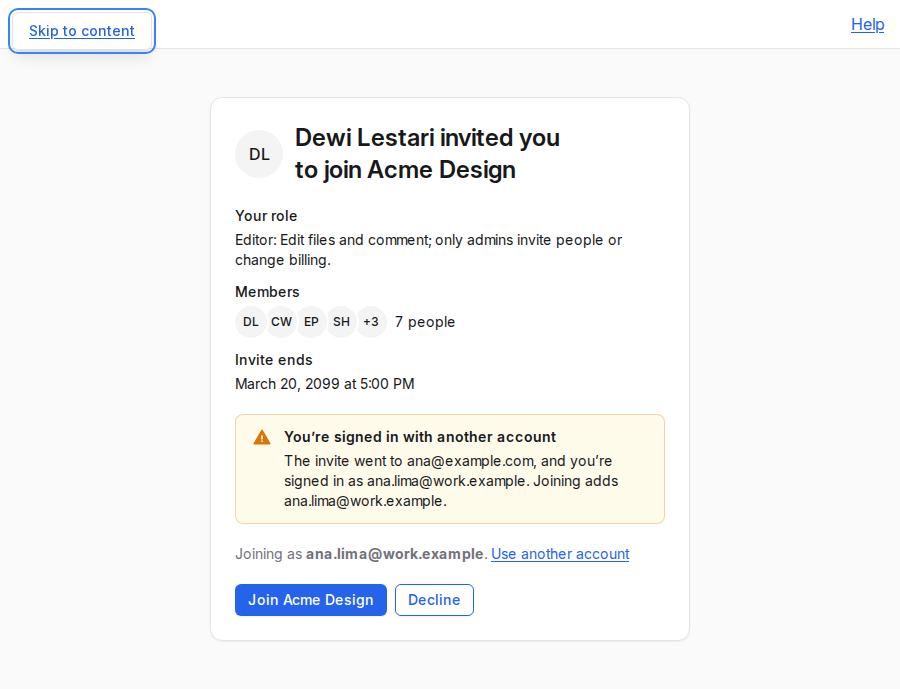 Skip to content
Help
DL
Dewi Lestari invited you
to join Acme Design
Your role
Editor: Edit files and comment; only admins invite people or
change billing.
Members
DL CW EP SH +3 7 people
Invite ends
March 20, 2099 at 5:00 PM
You’re signed in with another account
The invite went to ana@example.com, and you’re
signed in as ana.lima@work.example. Joining adds
ana.lima@work.example.
Joining as ana.lima@work.example. Use another account
Join Acme Design Decline